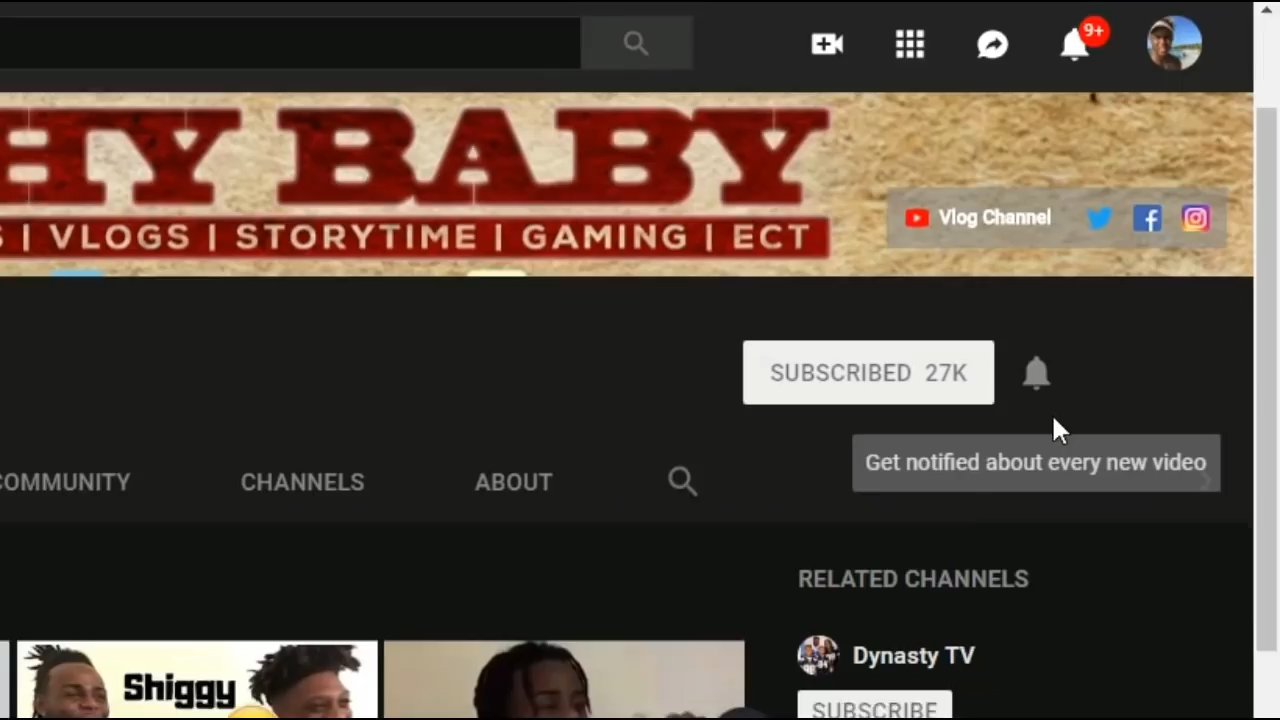 9+
HY BABY
Vlog Channel
S | VLOGS | STORYTIME | GAMING | ECT
SUBSCRIBED 27K
Get notified about every new video
OMMUNITY CHANNELS ABOUT
RELATED CHANNELS
Dynasty TV
Shiggy
SUBSCRIBE